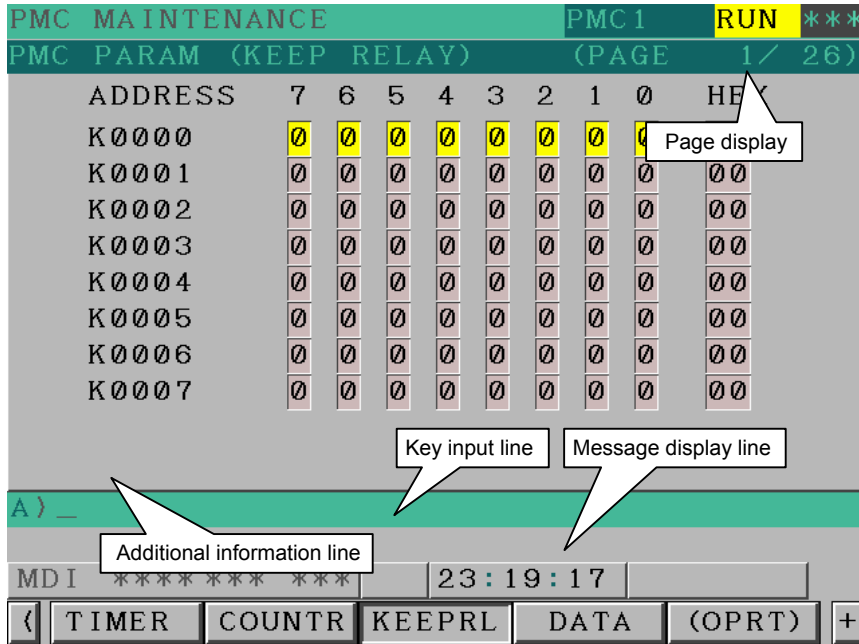 PMC MAINTENANCE PMC1 RUN ***
PMC PARAM (KEEP RELAY) (PAGE 1/ 26)
ADDRESS 7 6 5 4 3 2 1 0 HEX
K0000 0 0 0 0 0 0 0 0
Page display
K0001 0 0 0 0 0 0 0 0 00
K0002 0 0 0 0 0 0 0 0 00
K0003 0 0 0 0 0 0 0 0 00
K0004 0 0 0 0 0 0 0 0 00
K0005 0 0 0 0 0 0 0 0 00
K0006 0 0 0 0 0 0 0 0 00
K0007 0 0 0 0 0 0 0 0 00
Key input line Message display line
A)_
Additional information line
MDI **** *** *** 23:19:17
( TIMER COUNTR KEEPRL DATA (OPRT) +